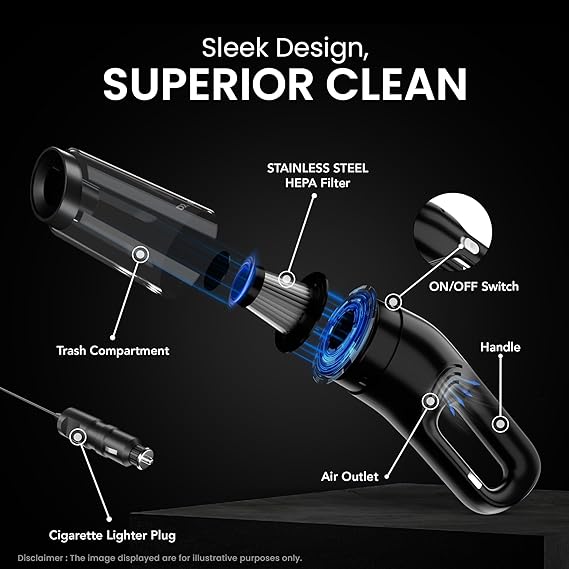 Sleek Design,
SUPERIOR CLEAN
STAINLESS STEEL
HEPA Filter
ON/OFF Switch
Trash Compartment
Handle
Air Outlet
Cigarette Lighter Plug
Disclaimer : The image displayed are for illustrative purposes only.